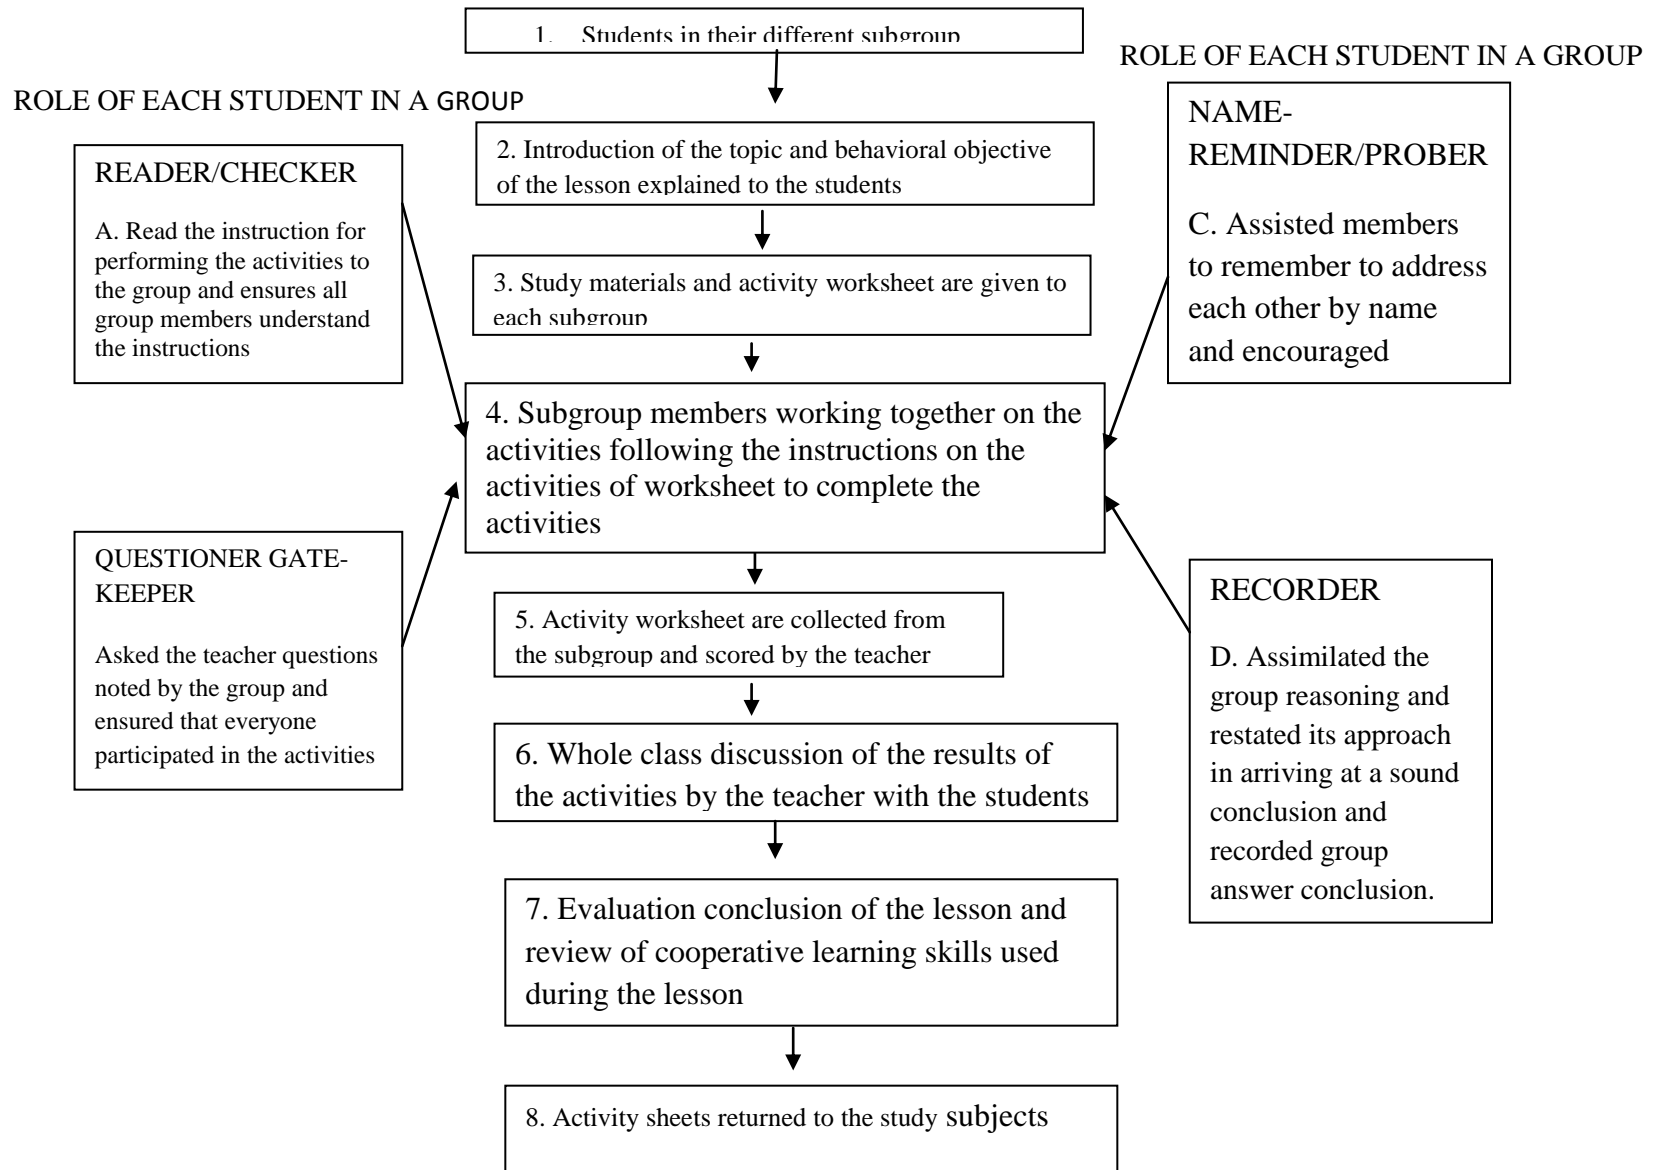 1. Students in their different subgroup
ROLE OF EACH STUDENT IN A GROUP
ROLE OF EACH STUDENT IN A GROUP
READER/CHECKER
A. Read the instruction for
performing the activities to
the group and ensures all
group members understand
the instructions
2. Introduction of the topic and behavioral objective
of the lesson explained to the students
NAME-
REMINDER/PROBER
C. Assisted members
to remember to address
each other by name
and encouraged
3. Study materials and activity worksheet are given to
each subgroup
4. Subgroup members working together on the
activities following the instructions on the
activities of worksheet to complete the
activities
QUESTIONER GATE-
KEEPER
Asked the teacher questions
noted by the group and
ensured that everyone
participated in the activities
5. Activity worksheet are collected from
the subgroup and scored by the teacher
RECORDER
D. Assimilated the
group reasoning and
restated its approach
in arriving at a sound
conclusion and
recorded group
answer conclusion.
6. Whole class discussion of the results of
the activities by the teacher with the students
7. Evaluation conclusion of the lesson and
review of cooperative learning skills used
during the lesson
8. Activity sheets returned to the study subjects